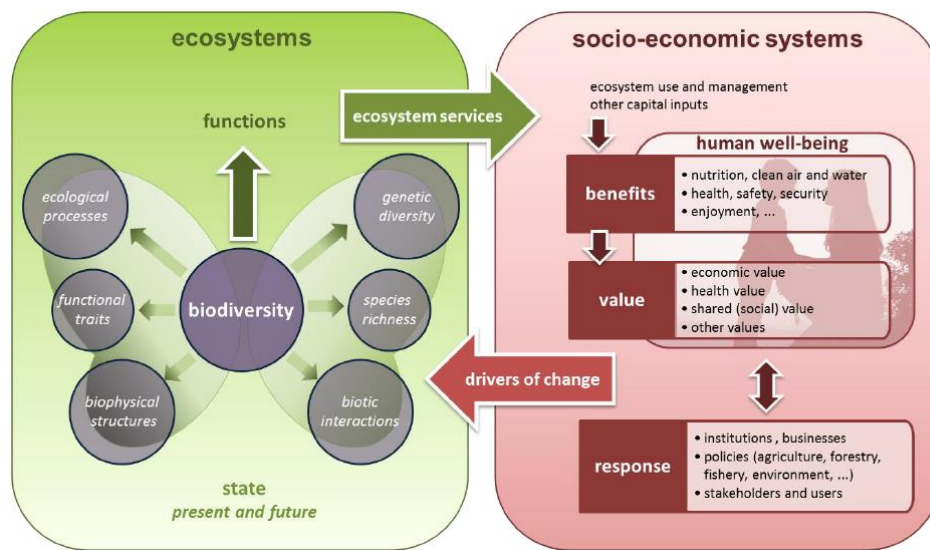 ecosystems
functions
ecological
processes
genetic
diversity
functional
traits
biodiversity
species
richness
biophysical
structures
biotic
interactions
state
present and future
ecosystem services
drivers of change
socio-economic systems
ecosystem use and management
other capital inputs
human well-being
benefits
• nutrition, clean air and water
• health, safety, security
• enjoyment, ...
value
• economic value
• health value
• shared (social) value
• other values
response
• institutions , businesses
• policies (agriculture, forestry,
fishery, environment, ...)
• stakeholders and users